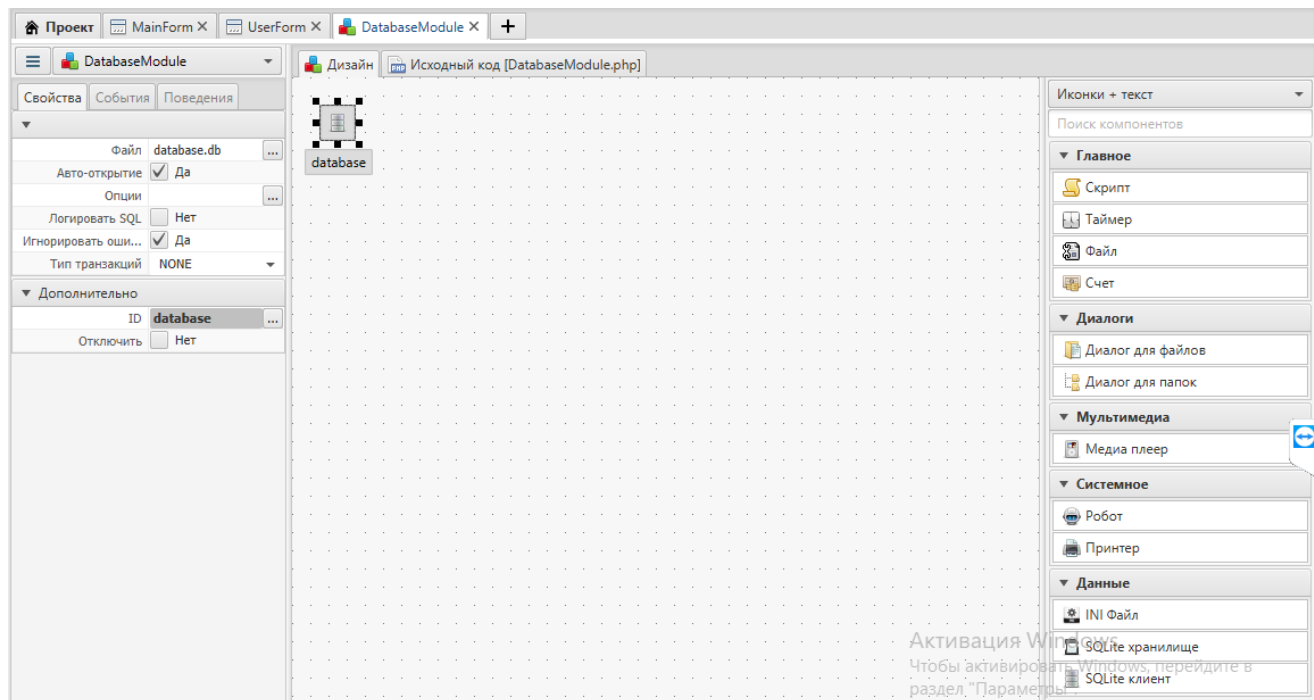 Проект MainForm UserForm DatabaseModule
DatabaseModule
Дизайн Исходный код [DatabaseModule.php]
Свойства События Поведения
Файл database.db ...
Авто-открытие Да
Опции ...
Логировать SQL Нет
Игнорировать оши... Да
Тип транзакций NONE
Дополнительно
ID database ...
Отключить Нет
database
Иконки + текст
Поиск компонентов
Главное
Скрипт
Таймер
Файл
Счет
Диалоги
Диалог для файлов
Диалог для папок
Мультимедиа
Медиа плеер
Системное
Робот
Принтер
Данные
INI Файл
SQLite хранилище
SQLite клиент
Активация Windows
Чтобы активировать Windows, перейдите в
раздел "Параметры".